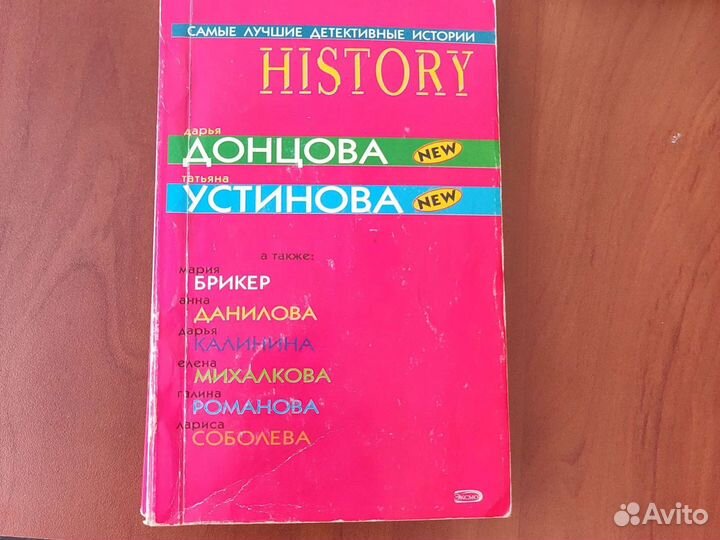 САМЫЕ ЛУЧШИЕ ДЕТЕКТИВНЫЕ ИСТОРИИ
HISTORY
дарья
ДОНЦОВА NEW
татьяна
УСТИНОВА NEW
а также:
мария
БРИКЕР
анна
ДАНИЛОВА
дарья
КАЛИНИНА
елена
МИХАЛКОВА
галина
РОМАНОВА
лариса
СОБОЛЕВА
ЭКСМО
Avito